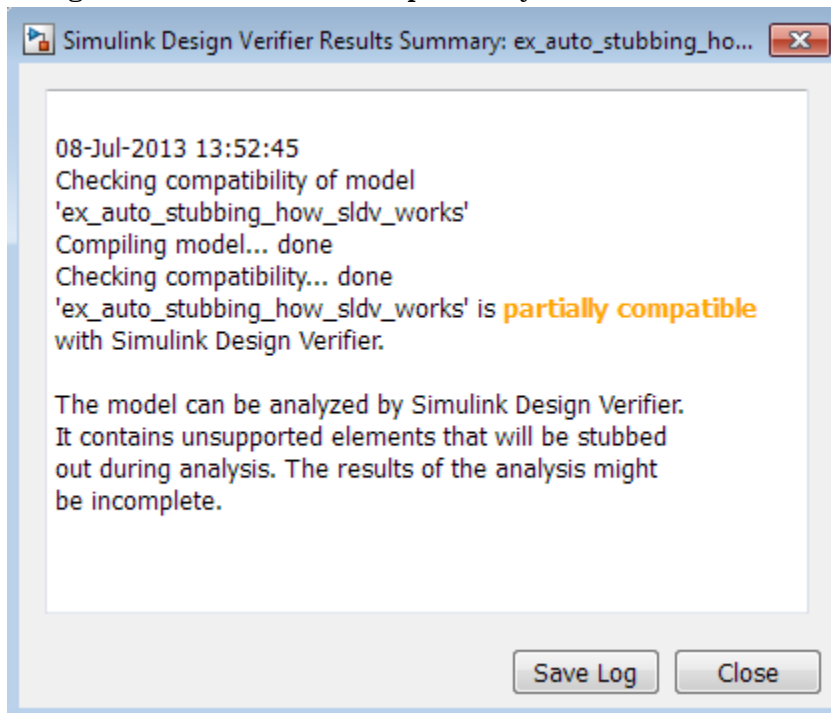 Simulink Design Verifier Results Summary: ex_auto_stubbing_ho...
08-Jul-2013 13:52:45
Checking compatibility of model
'ex_auto_stubbing_how_sldv_works'
Compiling model... done
Checking compatibility... done
'ex_auto_stubbing_how_sldv_works' is partially compatible
with Simulink Design Verifier.
The model can be analyzed by Simulink Design Verifier.
It contains unsupported elements that will be stubbed
out during analysis. The results of the analysis might
be incomplete.
Save Log Close